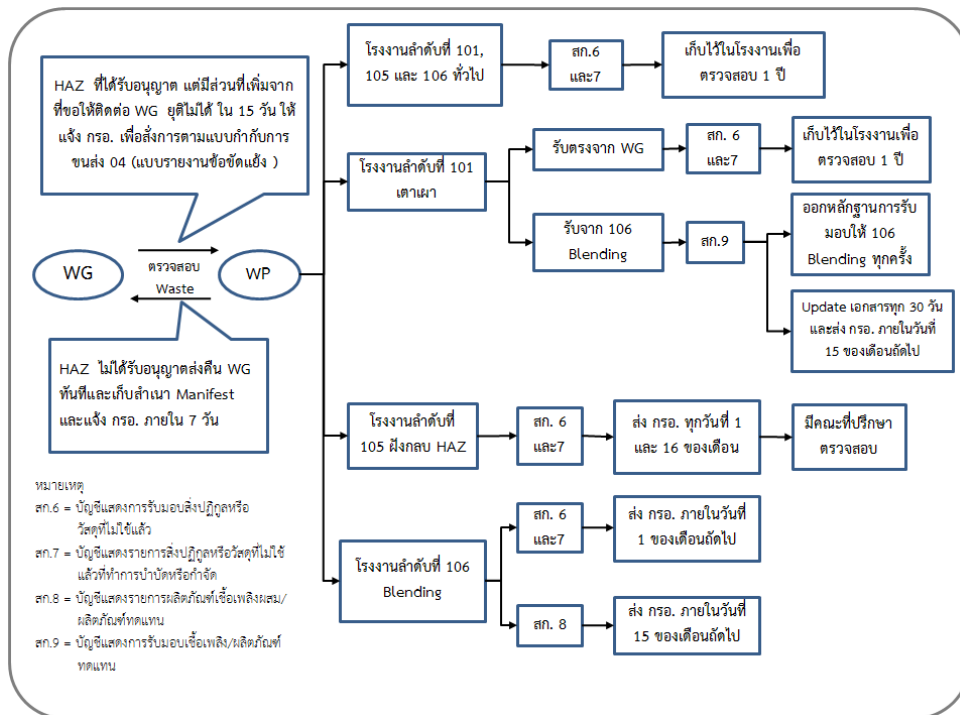 HAZ ที่ได้รับอนุญาต แต่มีส่วนที่เพิ่มจาก
ที่ขอให้ติดต่อ WG ยุติไม่ได้ ใน 15 วัน ให้
แจ้ง กรอ. เพื่อสั่งการตามแบบกำกับการ
ขนส่ง 04 (แบบรายงานข้อขัดแย้ง )
WG
ตรวจสอบ
Waste
WP
HAZ ไม่ได้รับอนุญาตส่งคืน WG
ทันทีและเก็บสำเนา Manifest
และแจ้ง กรอ. ภายใน 7 วัน
โรงงานลำดับที่ 101,
105 และ 106 ทั่วไป
สก.6
และ7
เก็บไว้ในโรงงานเพื่อ
ตรวจสอบ 1 ปี
โรงงานลำดับที่ 101
เตาเผา
รับตรงจาก WG
สก. 6
และ7
เก็บไว้ในโรงงานเพื่อ
ตรวจสอบ 1 ปี
รับจาก 106
Blending
สก.9
ออกหลักฐานการรับ
มอบให้ 106
Blending ทุกครั้ง
Update เอกสารทุก 30 วัน
และส่ง กรอ. ภายในวันที่
15 ของเดือนถัดไป
โรงงานลำดับที่
105 ฝังกลบ HAZ
สก. 6
และ7
ส่ง กรอ. ทุกวันที่ 1
และ 16 ของเดือน
มีคณะที่ปรึกษา
ตรวจสอบ
โรงงานลำดับที่ 106
Blending
สก. 6
และ7
ส่ง กรอ. ภายในวันที่
1 ของเดือนถัดไป
สก. 8
ส่ง กรอ. ภายในวันที่
15 ของเดือนถัดไป
หมายเหตุ
สก.6 = บัญชีแสดงการรับมอบสิ่งปฏิกูลหรือ
วัสดุที่ไม่ใช้แล้ว
สก.7 = บัญชีแสดงรายการสิ่งปฏิกูลหรือวัสดุที่ไม่ใช้
แล้วที่ทำการบำบัดหรือกำจัด
สก.8 = บัญชีแสดงรายการผลิตภัณฑ์เชื้อเพลิงผสม/
ผลิตภัณฑ์ทดแทน
สก.9 = บัญชีแสดงการรับมอบเชื้อเพลิง/ผลิตภัณฑ์
ทดแทน